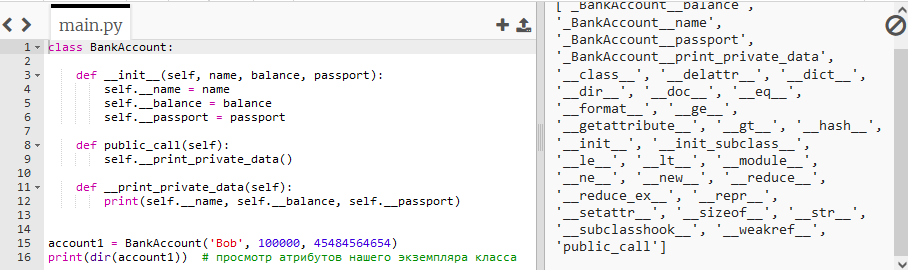 main.py
1 class BankAccount:
2
3 def __init__(self, name, balance, passport):
4 self.__name = name
5 self.__balance = balance
6 self.__passport = passport
7
8 def public_call(self):
9 self.__print_private_data()
10
11 def __print_private_data(self):
12 print(self.__name, self.__balance, self.__passport)
13
14
15 account1 = BankAccount('Bob', 100000, 45484564654)
16 print(dir(account1))  # просмотр атрибутов нашего экземпляра класса
['_BankAccount__balance',
'_BankAccount__name',
'_BankAccount__passport',
'_BankAccount__print_private_data',
'__class__', '__delattr__', '__dict__',
'__dir__', '__doc__', '__eq__',
'__format__', '__ge__',
'__getattribute__', '__gt__', '__hash__',
'__init__', '__init_subclass__',
'__le__', '__lt__', '__module__',
'__ne__', '__new__', '__reduce__',
'__reduce_ex__', '__repr__',
'__setattr__', '__sizeof__', '__str__',
'__subclasshook__', '__weakref__',
'public_call']